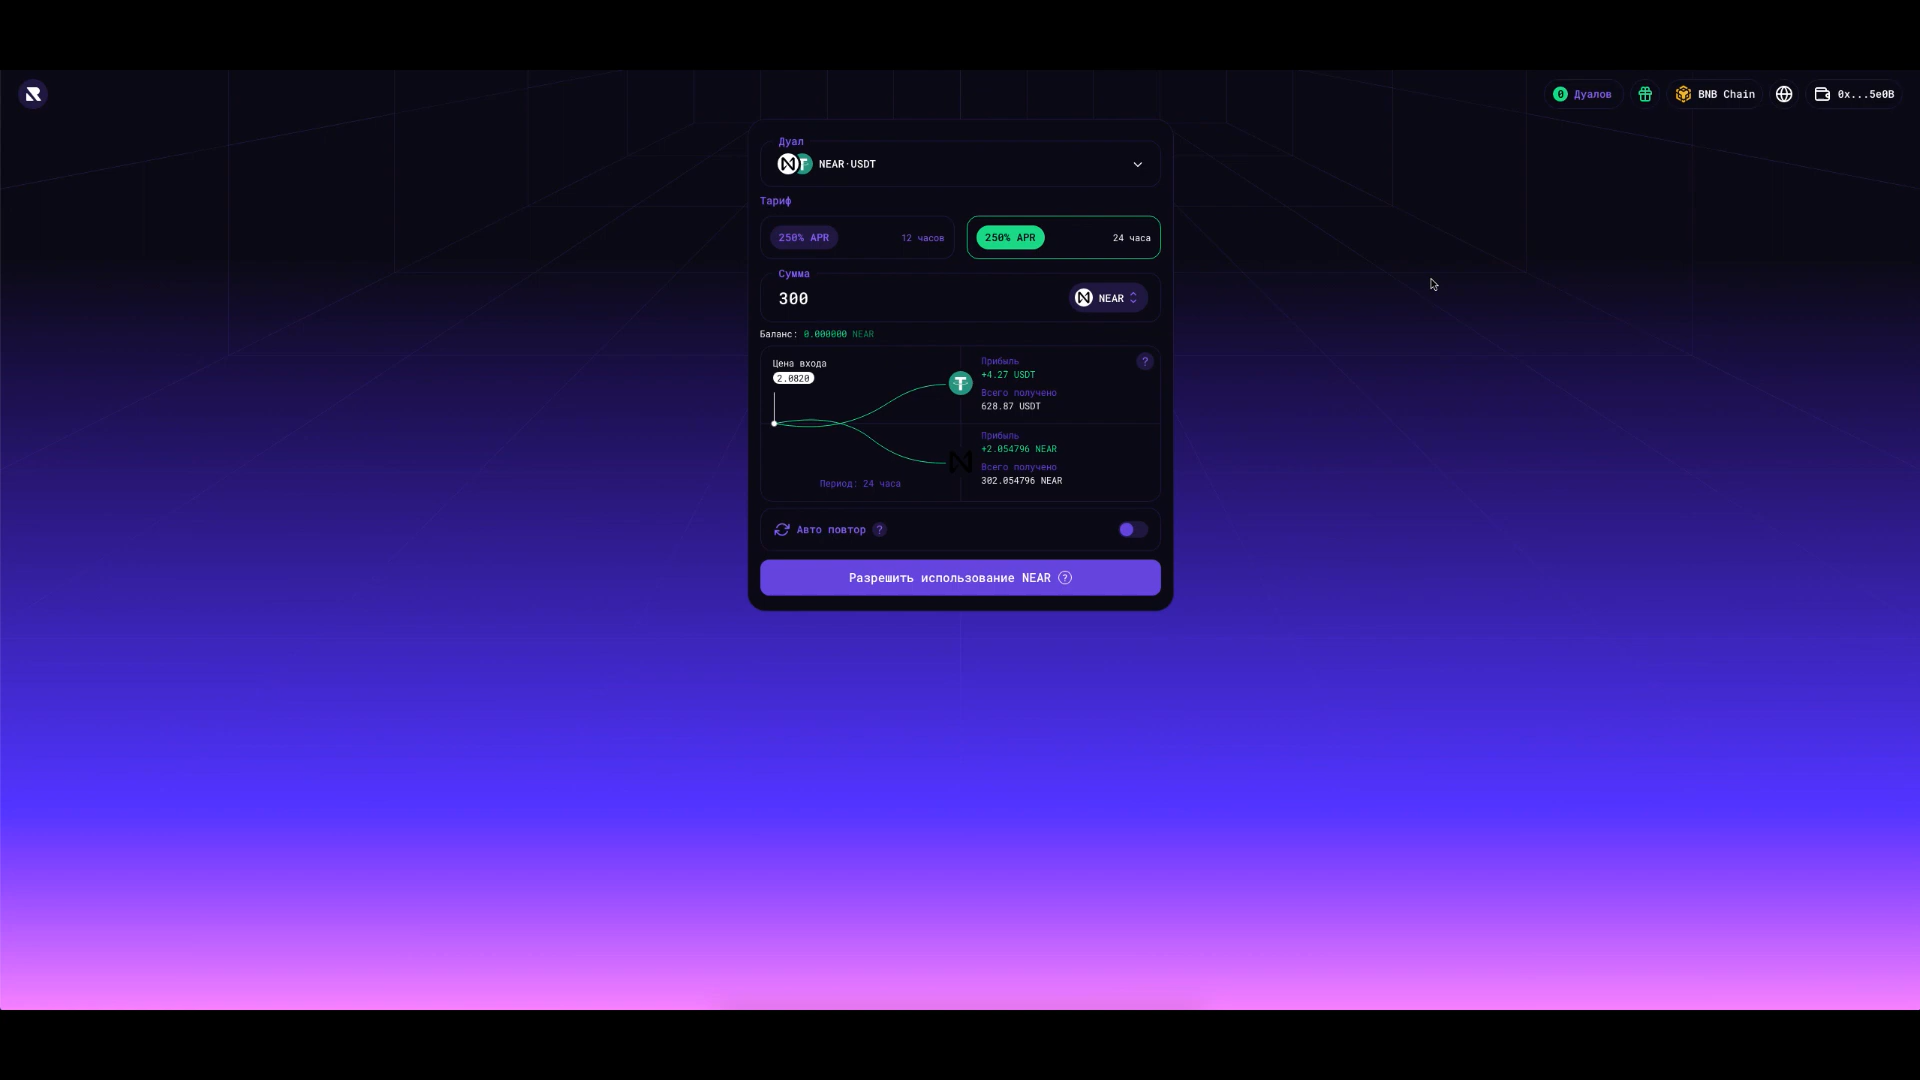 0 Дуалов
BNB Chain
0x...5e0B
Дуал
NEAR·USDT
Тариф
250% APR
12 часов
250% APR
24 часа
Сумма
300
NEAR
Баланс: 0.000000 NEAR
Цена входа
2.0820
Прибыль
+4.27 USDT
Всего получено
628.87 USDT
?
Прибыль
+2.054796 NEAR
Всего получено
302.054796 NEAR
Период: 24 часа
Авто повтор ?
Разрешить использование NEAR ?